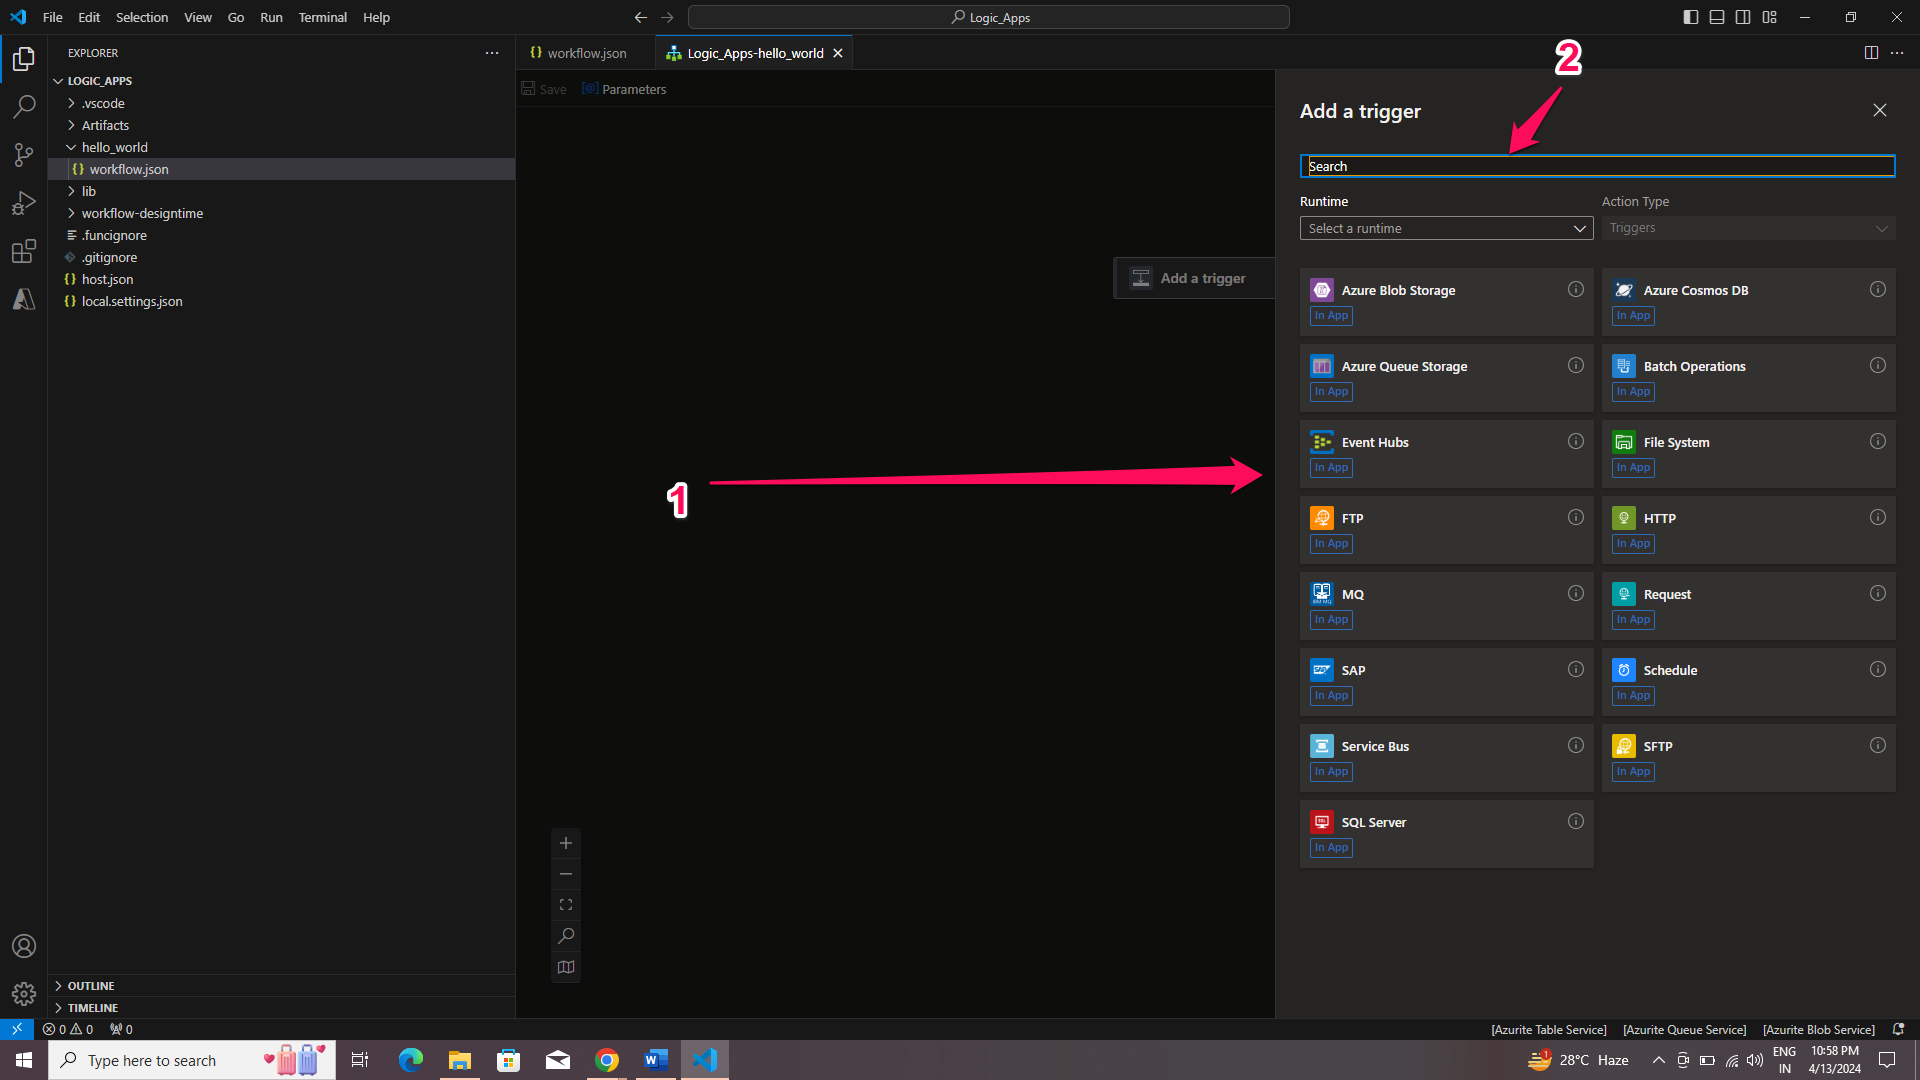 File Edit Selection View Go Run Terminal Help
Logic_Apps
EXPLORER
LOGIC_APPS
.vscode
Artifacts
hello_world
workflow.json
lib
workflow-designtime
.funcignore
.gitignore
host.json
local.settings.json
OUTLINE
TIMELINE
workflow.json
Logic_Apps-hello_world
Save
Parameters
Add a trigger
1
2
Add a trigger
Search
Runtime
Action Type
Select a runtime
Triggers
Azure Blob Storage
In App
Azure Cosmos DB
In App
Azure Queue Storage
In App
Batch Operations
In App
Event Hubs
In App
File System
In App
FTP
In App
HTTP
In App
MQ
In App
Request
In App
SAP
In App
Schedule
In App
Service Bus
In App
SFTP
In App
SQL Server
In App
0 0 0
[Azurite Table Service] [Azurite Queue Service] [Azurite Blob Service]
Type here to search
1
28°C Haze
ENG
IN
10:58 PM
4/13/2024